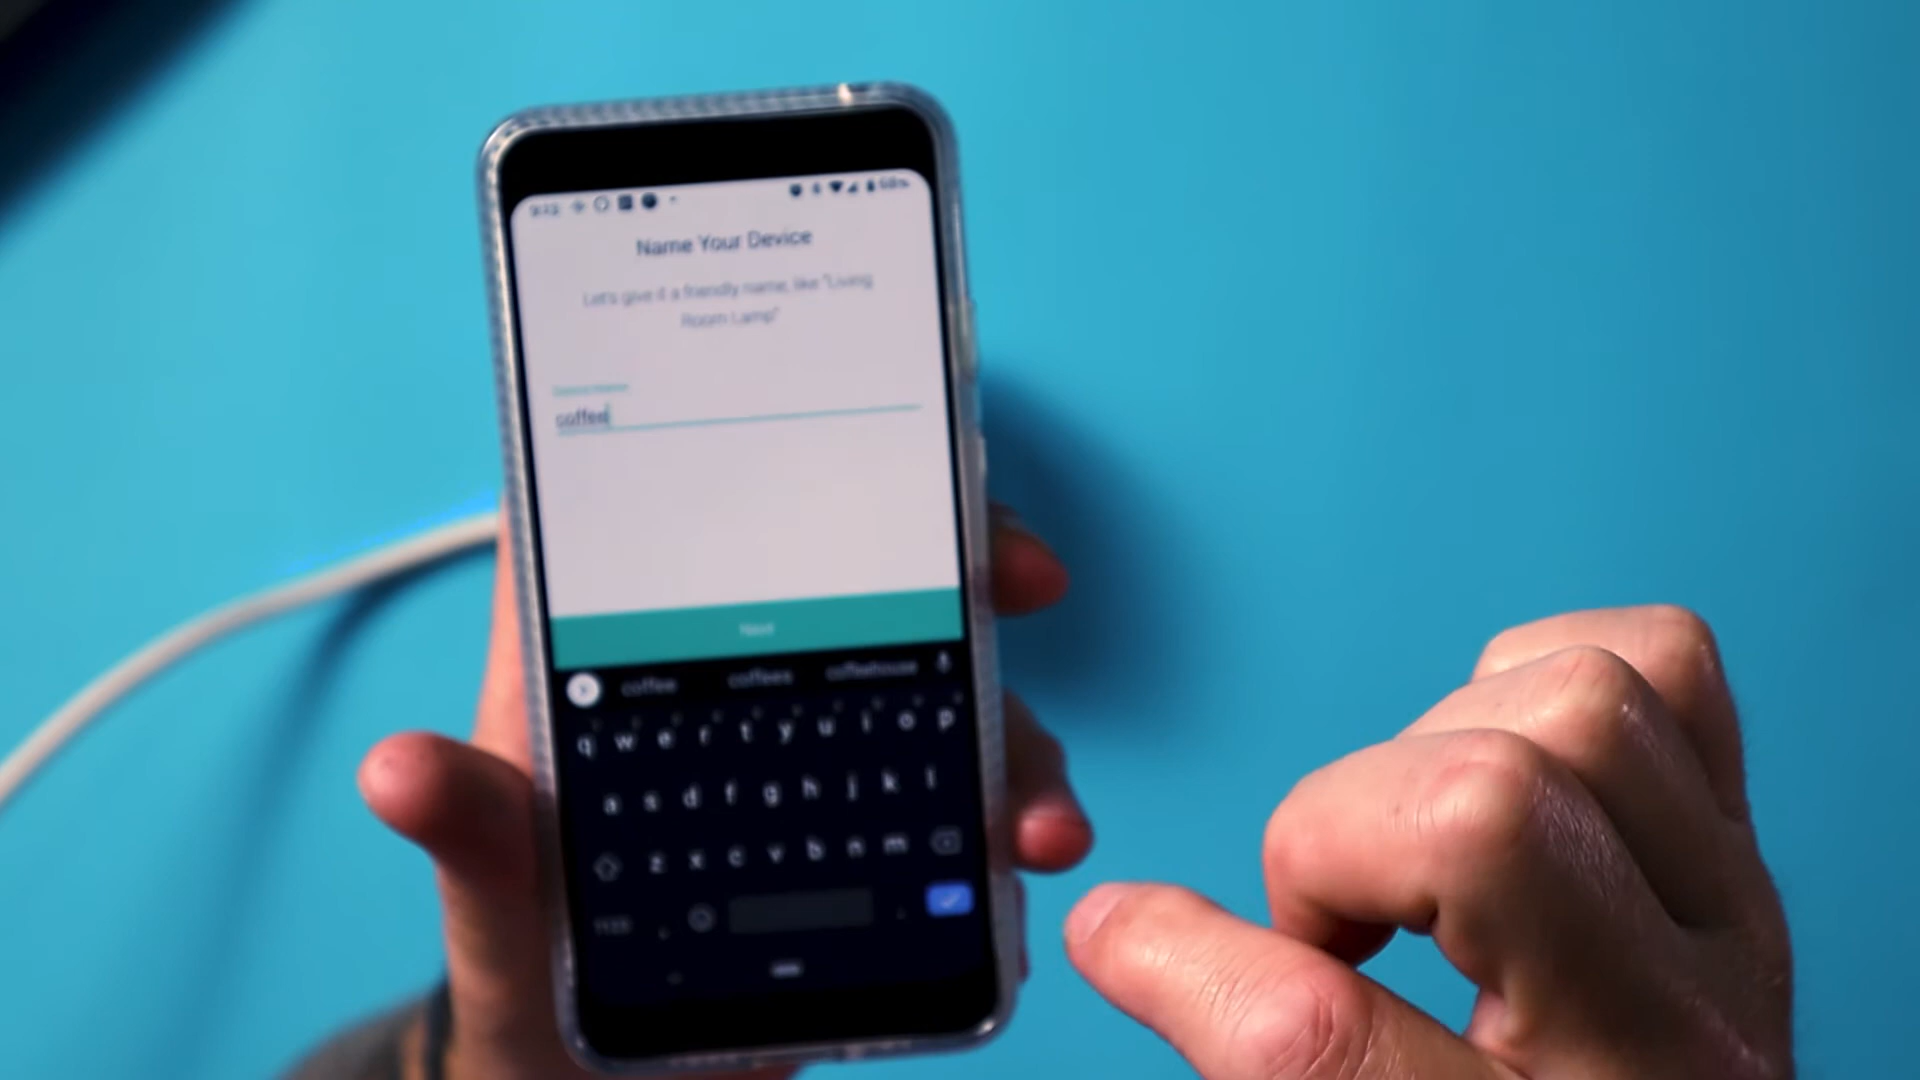 Name Your Device
Let's give it a friendly name, like "Living
Room Lamp"
coffee
Next
coffee coffees coffeehouse
q w e r t y u i o p
a s d f g h j k l
z x c v b n m
, .